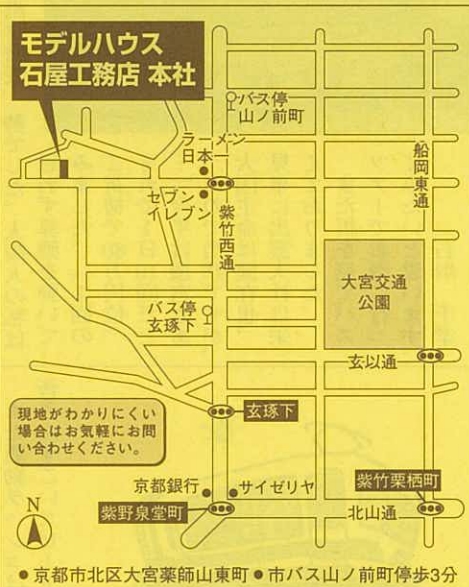 モデルハウス
石屋工務店 本社
バス停
山ノ前町
ラーメン
日本一
セブン
イレブン
紫竹西通
船岡東通
大宮交通
公園
バス停
玄琢下
玄以通
現地がわかりにくい
場合はお気軽にお問
い合わせください。
玄琢下
京都銀行
サイゼリヤ
紫竹栗栖町
紫野泉堂町
北山通
N
●京都市北区大宮薬師山東町●市バス山ノ前町停歩3分